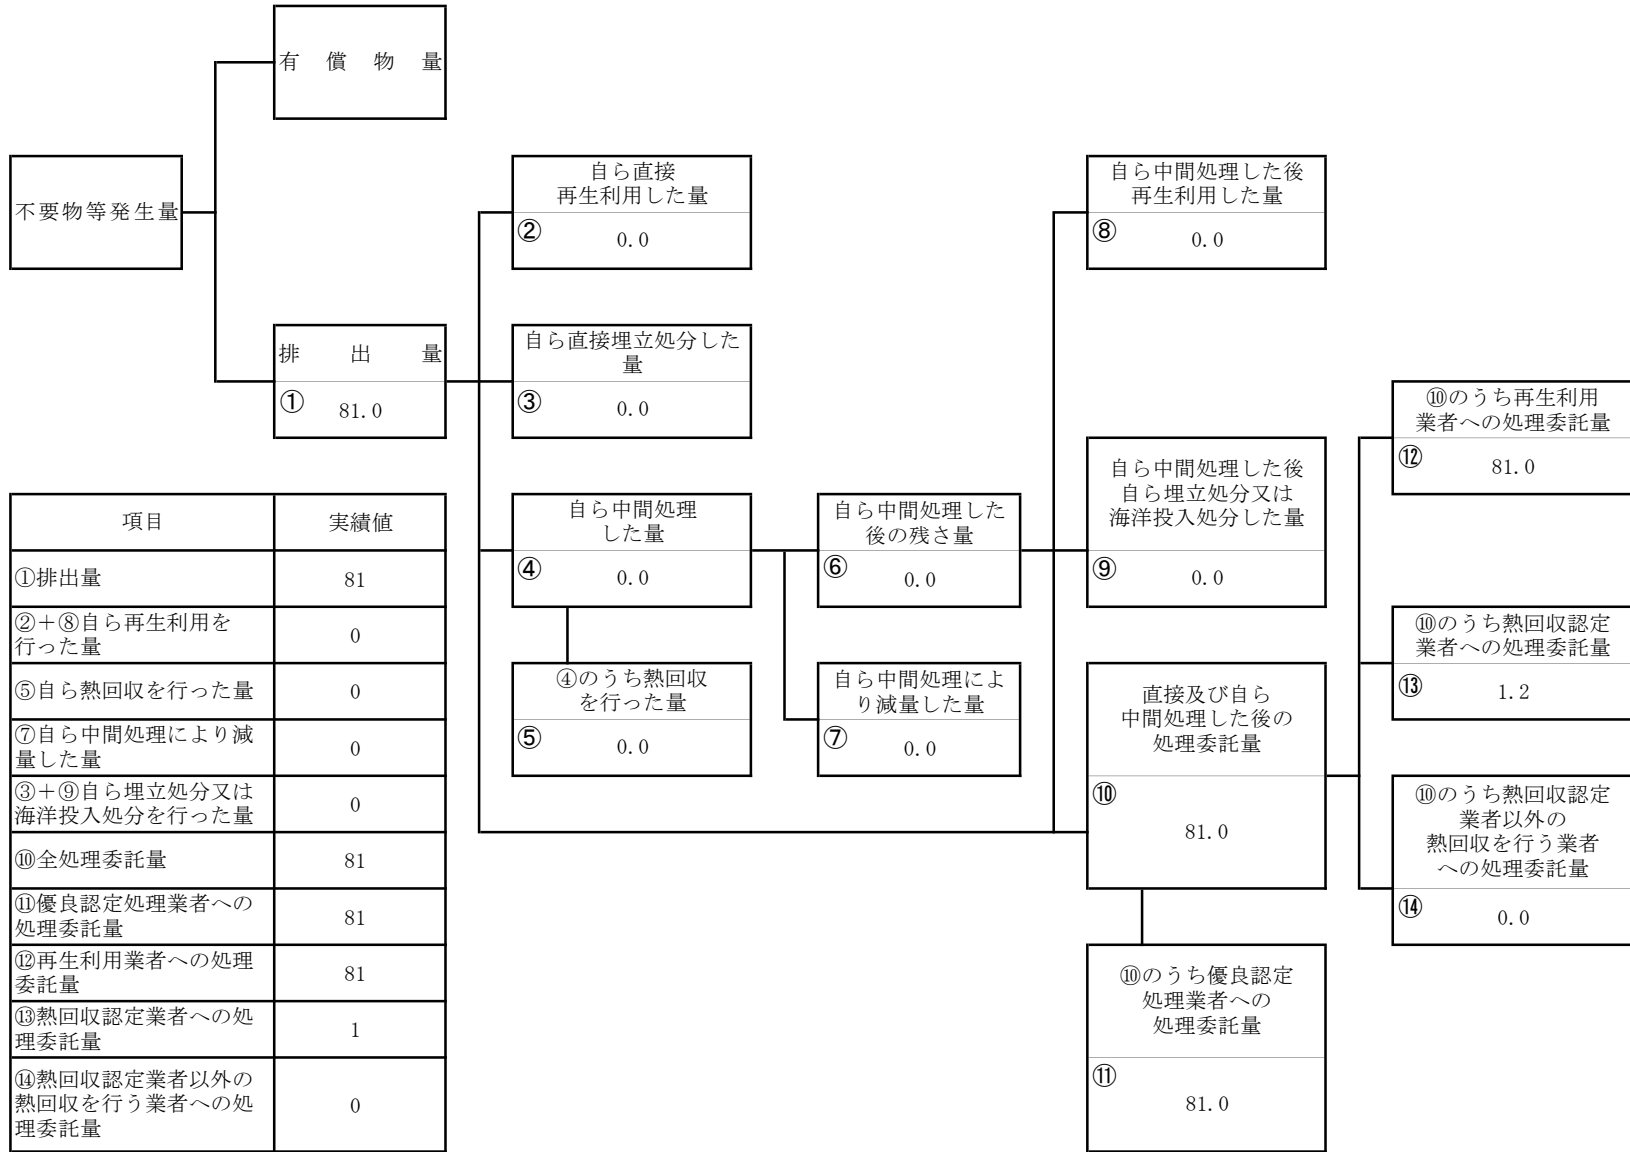 有償物量
不要物等発生量
排出量
① 81.0
自ら直接
再生利用した量
② 0.0
自ら直接埋立処分した
量
③ 0.0
自ら中間処理
した量
④ 0.0
④のうち熱回収
を行った量
⑤ 0.0
自ら中間処理した
後の残さ量
⑥ 0.0
自ら中間処理によ
り減量した量
⑦ 0.0
自ら中間処理した後
再生利用した量
⑧ 0.0
自ら中間処理した後
自ら埋立処分又は
海洋投入処分した量
⑨ 0.0
直接及び自ら
中間処理した後の
処理委託量
⑩
81.0
⑩のうち優良認定
処理業者への
処理委託量
⑪
81.0
⑩のうち再生利用
業者への処理委託量
⑫ 81.0
⑩のうち熱回収認定
業者への処理委託量
⑬ 1.2
⑩のうち熱回収認定
業者以外の
熱回収を行う業者
への処理委託量
⑭ 0.0
項目 実績値
①排出量 81
②+⑧自ら再生利用を
行った量 0
⑤自ら熱回収を行った量 0
⑦自ら中間処理により減
量した量 0
③+⑨自ら埋立処分又は
海洋投入処分を行った量 0
⑩全処理委託量 81
⑪優良認定処理業者への
処理委託量 81
⑫再生利用業者への処理
委託量 81
⑬熱回収認定業者への処
理委託量 1
⑭熱回収認定業者以外の
熱回収を行う業者への処
理委託量 0